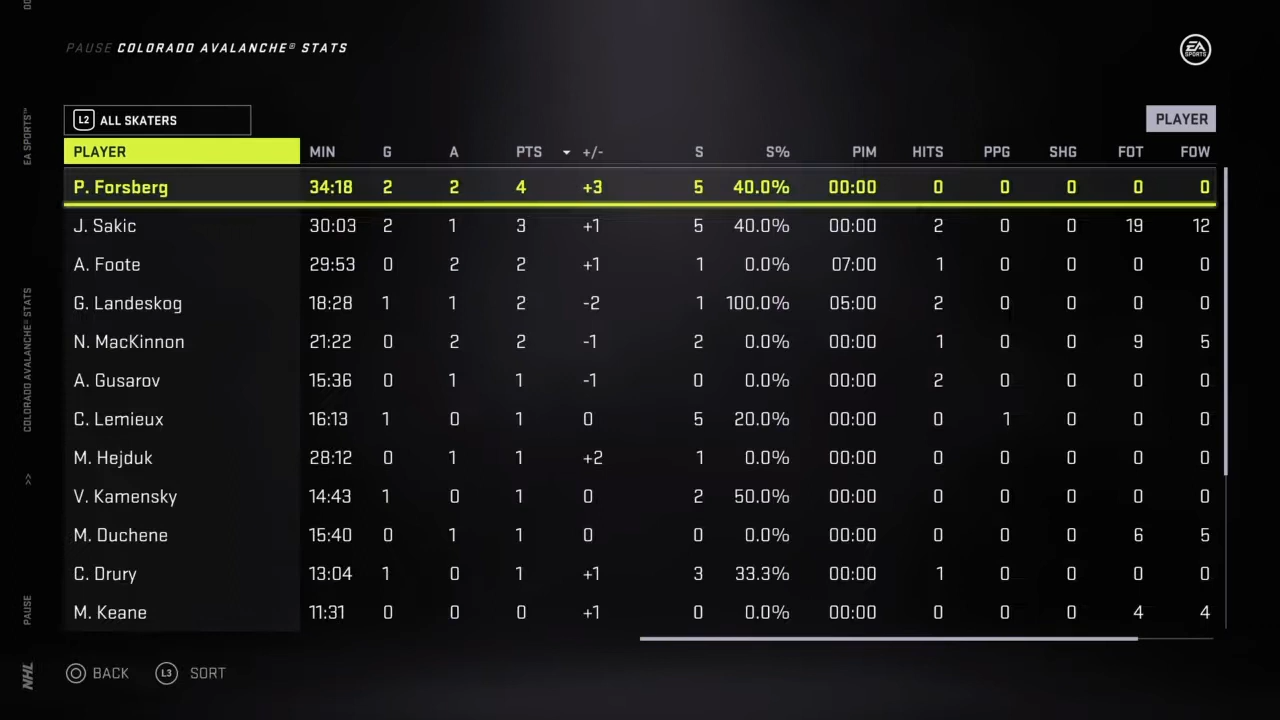 PAUSE COLORADO AVALANCHE® STATS
EA SPORTS
L2 ALL SKATERS
PLAYER
PLAYER MIN G A PTS +/- S S% PIM HITS PPG SHG FOT FOW
P. Forsberg 34:18 2 2 4 +3 5 40.0% 00:00 0 0 0 0 0
J. Sakic 30:03 2 1 3 +1 5 40.0% 00:00 2 0 0 19 12
A. Foote 29:53 0 2 2 +1 1 0.0% 07:00 1 0 0 0 0
G. Landeskog 18:28 1 1 2 -2 1 100.0% 05:00 2 0 0 0 0
N. MacKinnon 21:22 0 2 2 -1 2 0.0% 00:00 1 0 0 9 5
A. Gusarov 15:36 0 1 1 -1 0 0.0% 00:00 2 0 0 0 0
C. Lemieux 16:13 1 0 1 0 5 20.0% 00:00 0 1 0 0 0
M. Hejduk 28:12 0 1 1 +2 1 0.0% 00:00 0 0 0 0 0
V. Kamensky 14:43 1 0 1 0 2 50.0% 00:00 0 0 0 0 0
M. Duchene 15:40 0 1 1 0 0 0.0% 00:00 0 0 0 6 5
C. Drury 13:04 1 0 1 +1 3 33.3% 00:00 1 0 0 0 0
M. Keane 11:31 0 0 0 +1 0 0.0% 00:00 0 0 0 4 4
BACK L3 SORT
NHL
PAUSE
>>
COLORADO AVALANCHE® STATS
EA SPORTS™